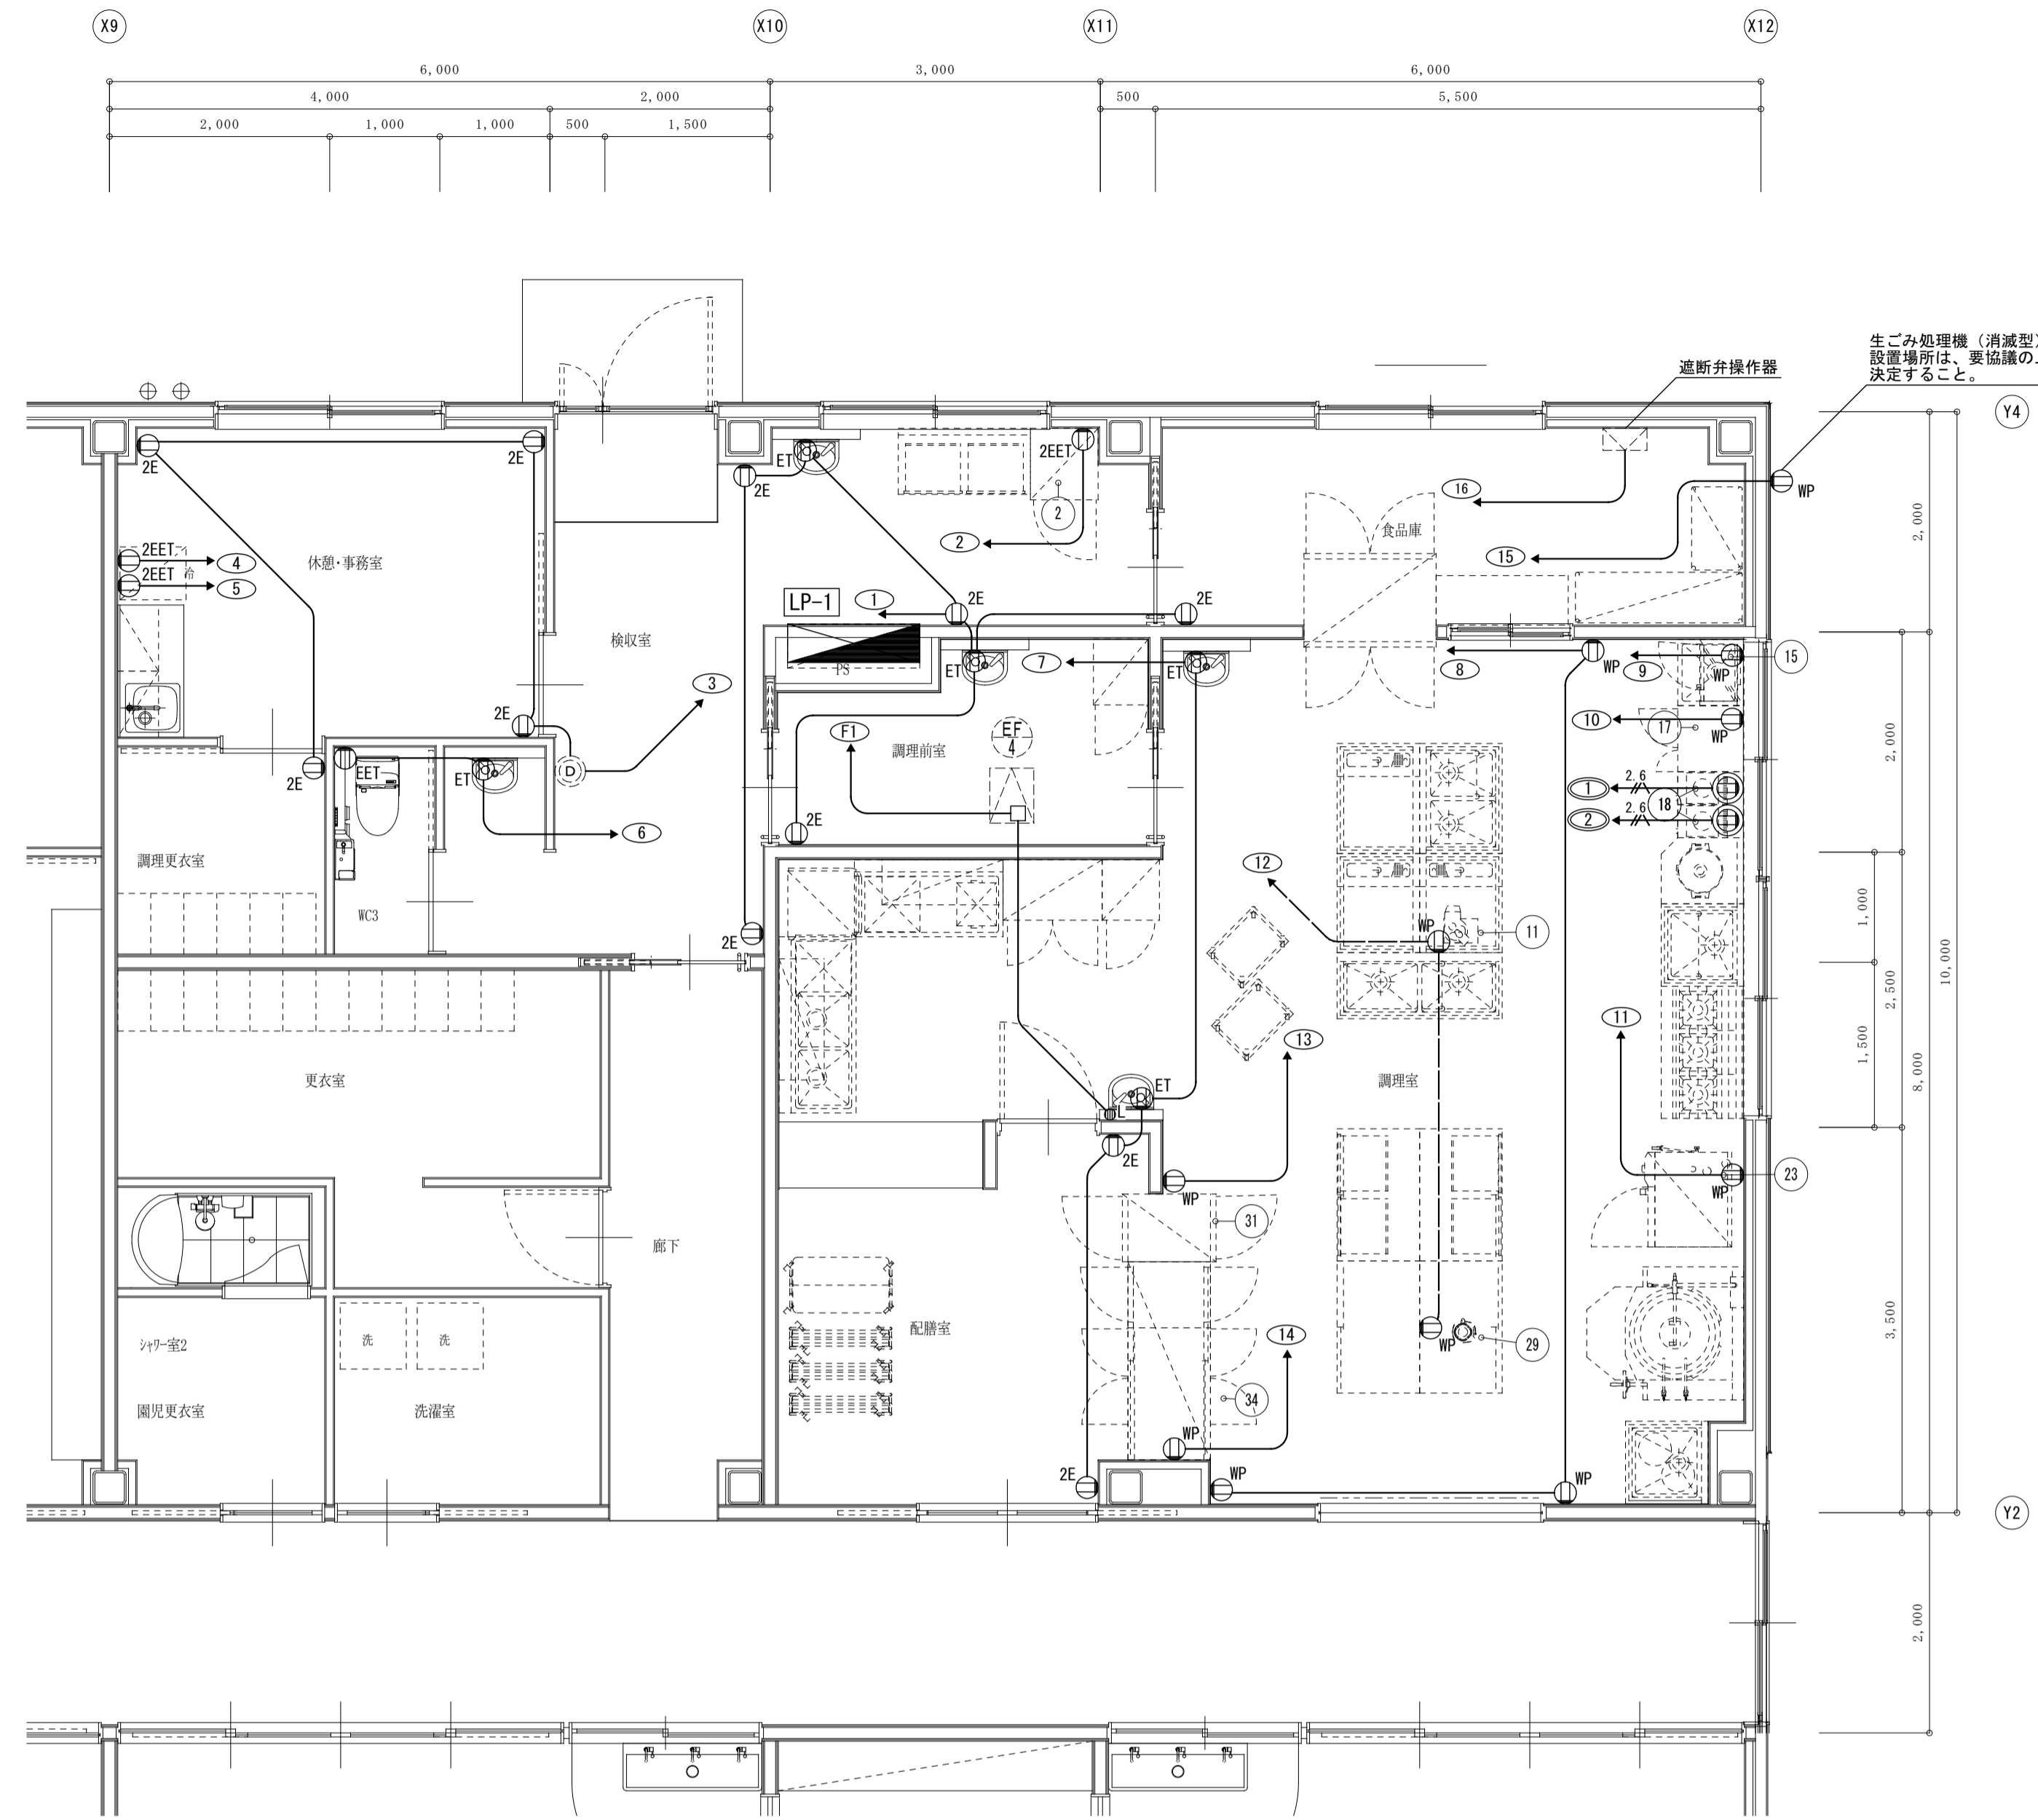 X9
X10
X11
X12
6,000
3,000
6,000
4,000
2,000
500
5,500
2,000
1,000
1,000
500
1,500
生ごみ処理機（消滅型）
設置場所は、要協議の
決定すること。
遮断弁操作器
Y4
2E
2E
ET
2E
2EET
2
2
16
WP
15
食品庫
2,000
2EET
冷
4
2EET
5
休憩・事務室
検収室
LP-1
1
2E
2E
PS
ET
7
ET
8
WP
9
WP
15
3
2E
F1
EF
4
調理前室
10
17
WP
2,000
2E
EET
ET
6
2E
1
2.6
18
2
2.6
調理更衣室
WC3
12
WP
11
1,000
2E
10,000
2,500
更衣室
13
調理室
11
1,500
8,000
ET
L
2E
WP
WP
23
廊下
31
シャワー室2
洗
洗
配膳室
14
WP
29
3,500
園児更衣室
洗濯室
34
WP
2E
WP
WP
Y2
2,000
D